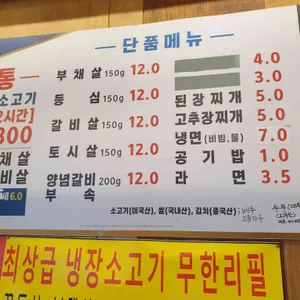 단품메뉴
통
소고기
2시간]
300
부채살 150g 12.0
등심 150g 12.0
갈비살 150g 12.0
토시살 150g 12.0
양념갈비 200g 12.0
부속
4.0
3.0
된장찌개 5.0
고추장찌개 5.0
냉면(비빔,물) 7.0
공기밥 1.0
라면 3.5
채살
비살
6.0
소고기(미국산), 쌀(국내산), 김치(중국산)
최상급 냉장소고기 무한리필